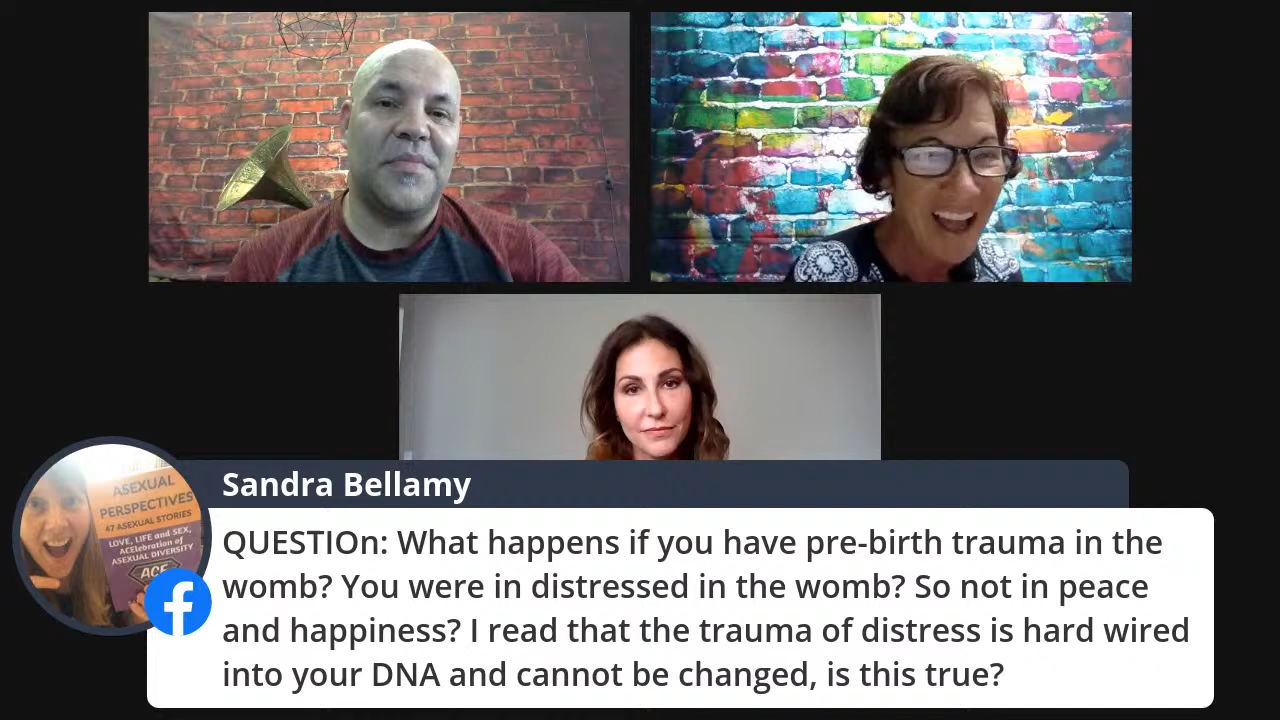 Sandra Bellamy
QUESTIOn: What happens if you have pre-birth trauma in the
womb? You were in distressed in the womb? So not in peace
and happiness? I read that the trauma of distress is hard wired
into your DNA and cannot be changed, is this true?
ASEXUAL
PERSPECTIVES
47 ASEXUAL STORIES
LOVE, LIFE and SEX,
ACElebration of
ASEXUAL DIVERSITY
ACE